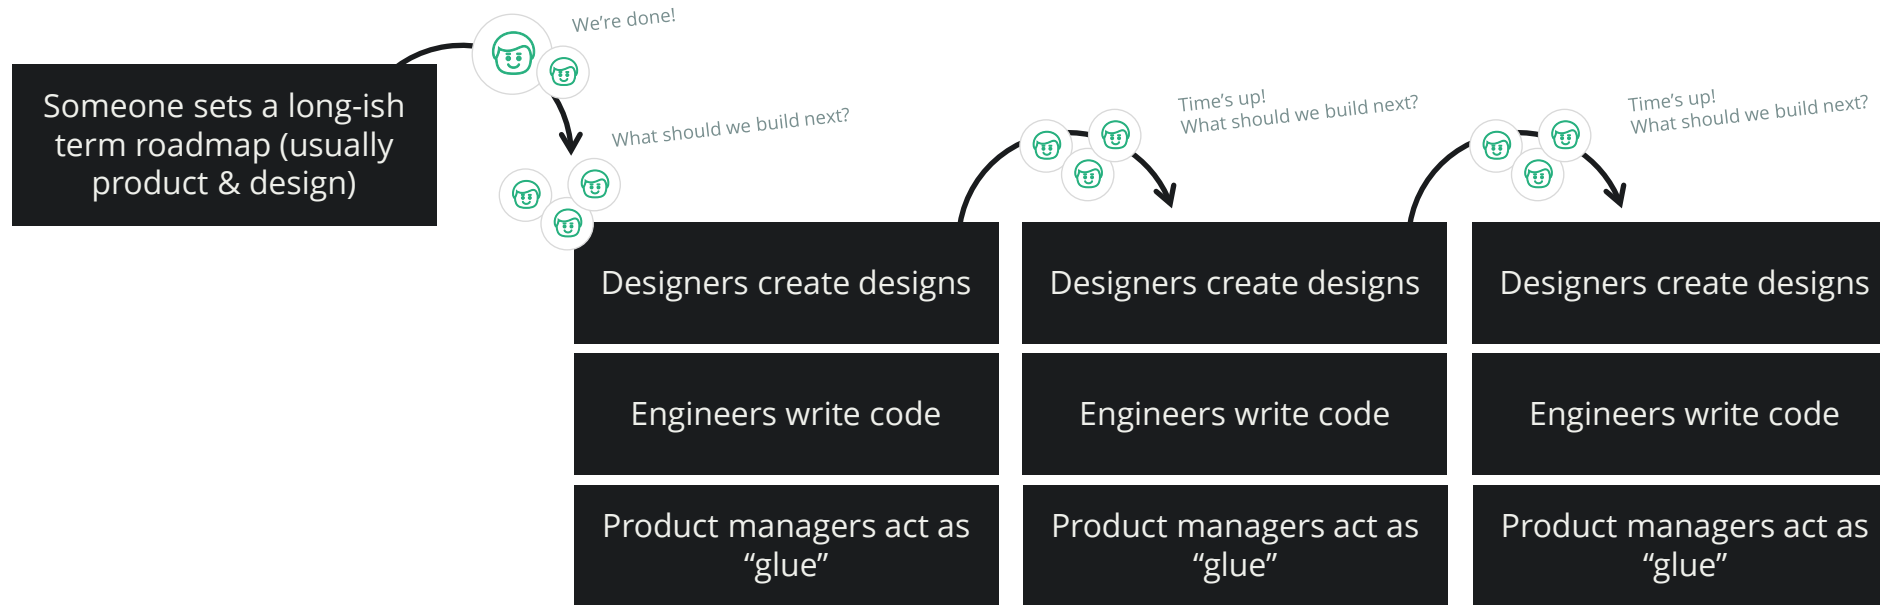 We’re done!
Someone sets a long-ish
term roadmap (usually
product & design)
What should we build next?
Time’s up!
What should we build next?
Time’s up!
What should we build next?
Designers create designs
Designers create designs
Designers create designs
Engineers write code
Engineers write code
Engineers write code
Product managers act as
“glue”
Product managers act as
“glue”
Product managers act as
“glue”